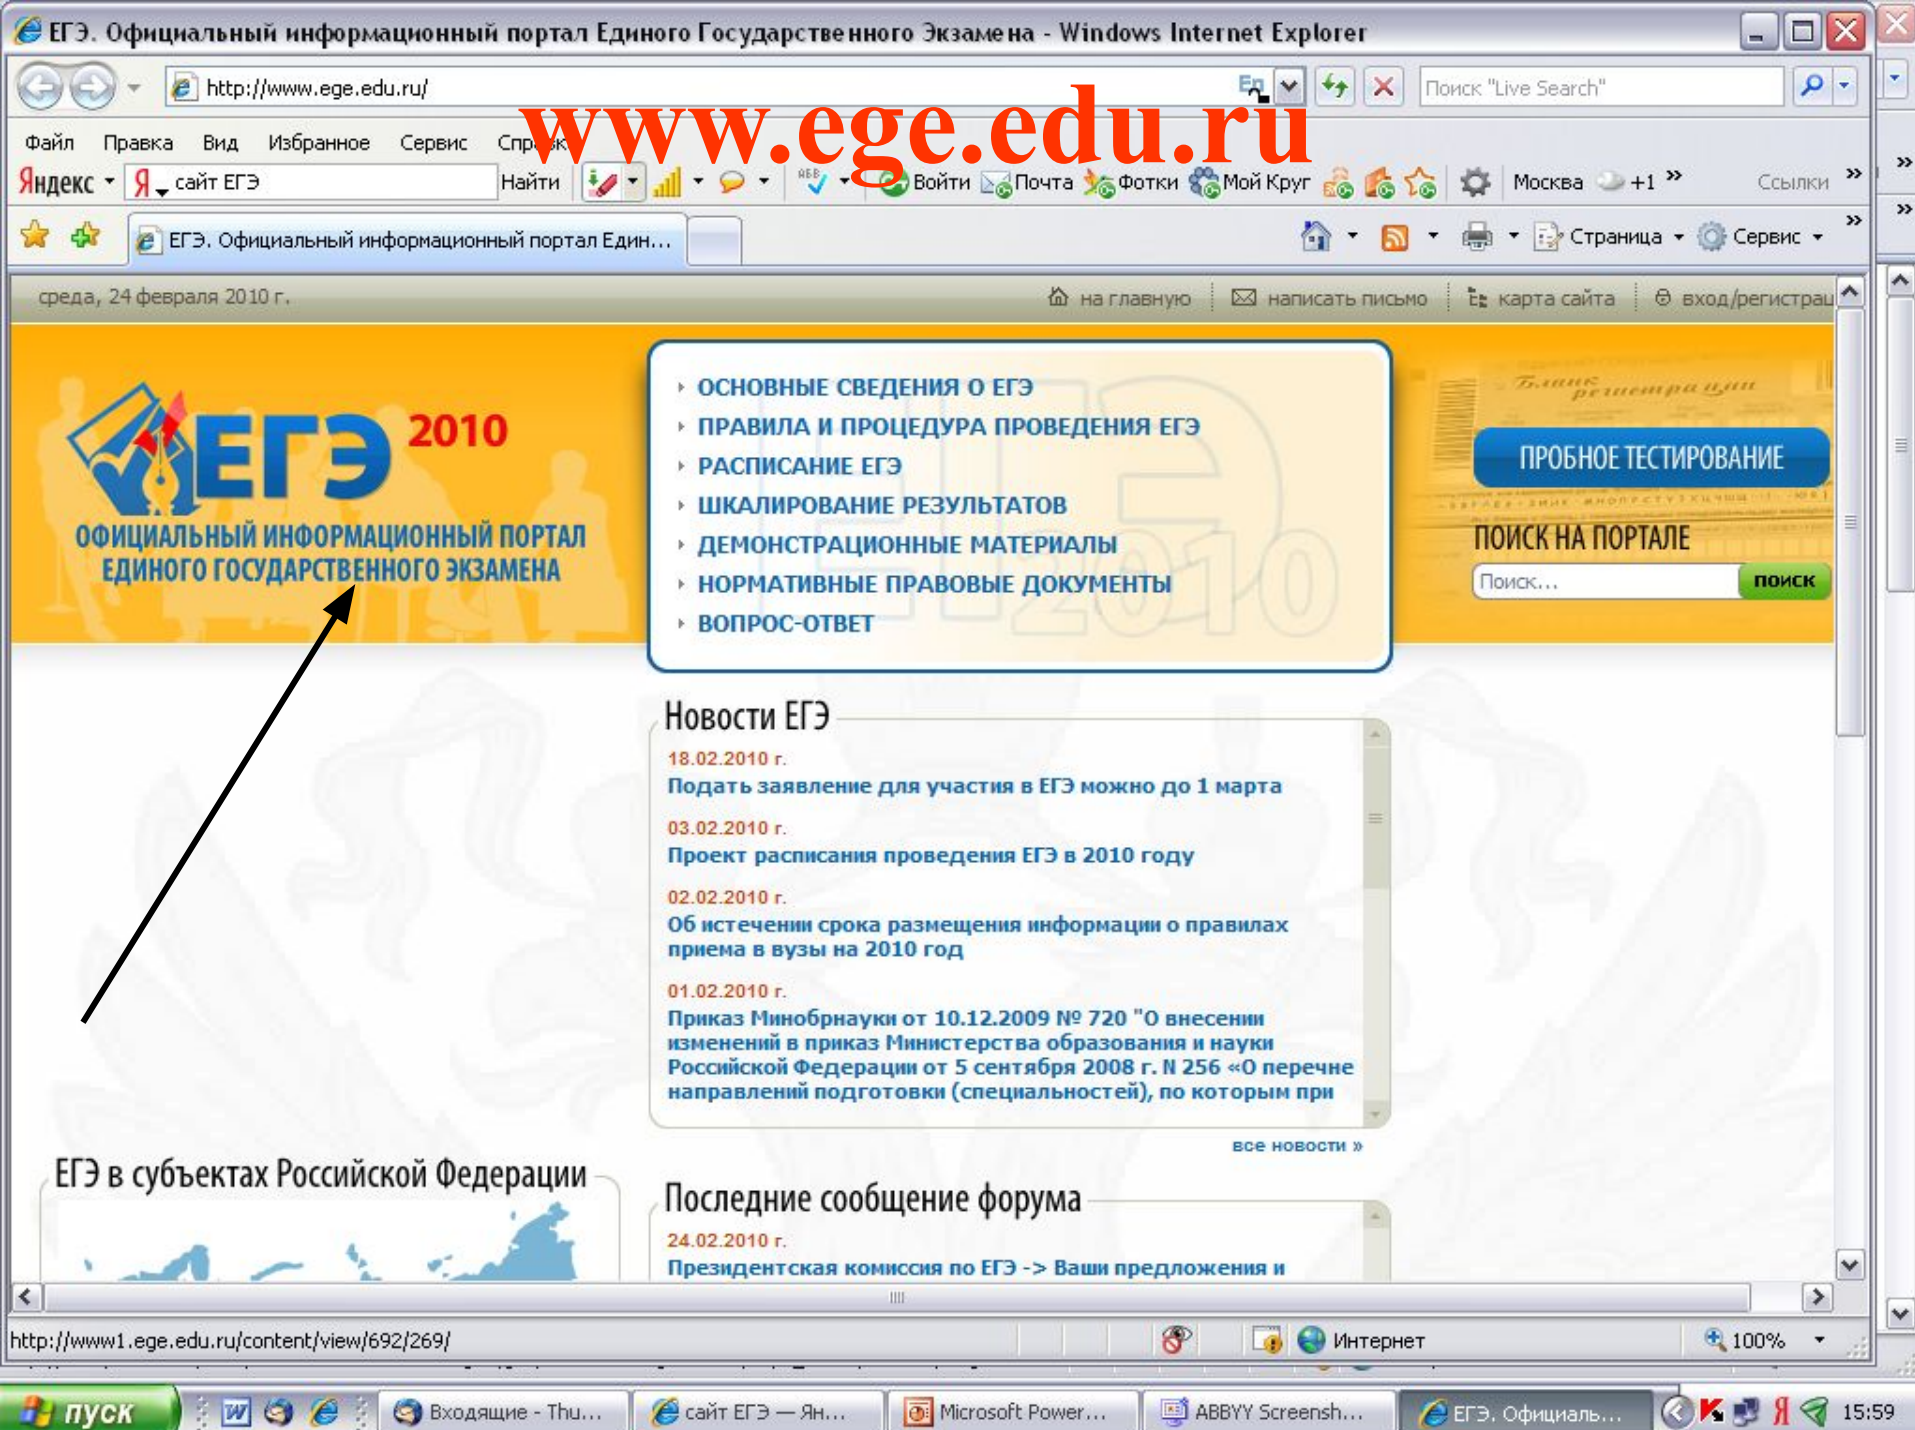 ЕГЭ. Официальный информационный портал Единого Государственного Экзамена - Windows Internet Explorer
http://www.ege.edu.ru/
Поиск "Live Search"
www.ege.edu.ru
Файл Правка Вид Избранное Сервис
Яндекс Я сайт ЕГЭ Найти Войти Почта Фотки Мой Круг Москва +1 » Ссылки »
ЕГЭ. Официальный информационный портал Един... Страница Сервис »
среда, 24 февраля 2010 г. на главную написать письмо карта сайта вход/регистрац
ЕГЭ 2010
ОФИЦИАЛЬНЫЙ ИНФОРМАЦИОННЫЙ ПОРТАЛ
ЕДИНОГО ГОСУДАРСТВЕННОГО ЭКЗАМЕНА
ОСНОВНЫЕ СВЕДЕНИЯ О ЕГЭ
ПРАВИЛА И ПРОЦЕДУРА ПРОВЕДЕНИЯ ЕГЭ
РАСПИСАНИЕ ЕГЭ
ШКАЛИРОВАНИЕ РЕЗУЛЬТАТОВ
ДЕМОНСТРАЦИОННЫЕ МАТЕРИАЛЫ
НОРМАТИВНЫЕ ПРАВОВЫЕ ДОКУМЕНТЫ
ВОПРОС-ОТВЕТ
ЕГЭ
2010
Бланк
регистрации
ПРОБНОЕ ТЕСТИРОВАНИЕ
ПОИСК НА ПОРТАЛЕ
Поиск... ПОИСК
Новости ЕГЭ
18.02.2010 г.
Подать заявление для участия в ЕГЭ можно до 1 марта
03.02.2010 г.
Проект расписания проведения ЕГЭ в 2010 году
02.02.2010 г.
Об истечении срока размещения информации о правилах
приема в вузы на 2010 год
01.02.2010 г.
Приказ Минобрнауки от 10.12.2009 № 720 "О внесении
изменений в приказ Министерства образования и науки
Российской Федерации от 5 сентября 2008 г. N 256 «О перечне
направлений подготовки (специальностей), по которым при
все новости »
ЕГЭ в субъектах Российской Федерации
Последние сообщение форума
24.02.2010 г.
Президентская комиссия по ЕГЭ -> Ваши предложения и
http://www1.ege.edu.ru/content/view/692/269/ Интернет 100%
пуск Входящие - Thu... сайт ЕГЭ — Ян... Microsoft Power... ABBYY Screensh... ЕГЭ. Официаль... 15:59